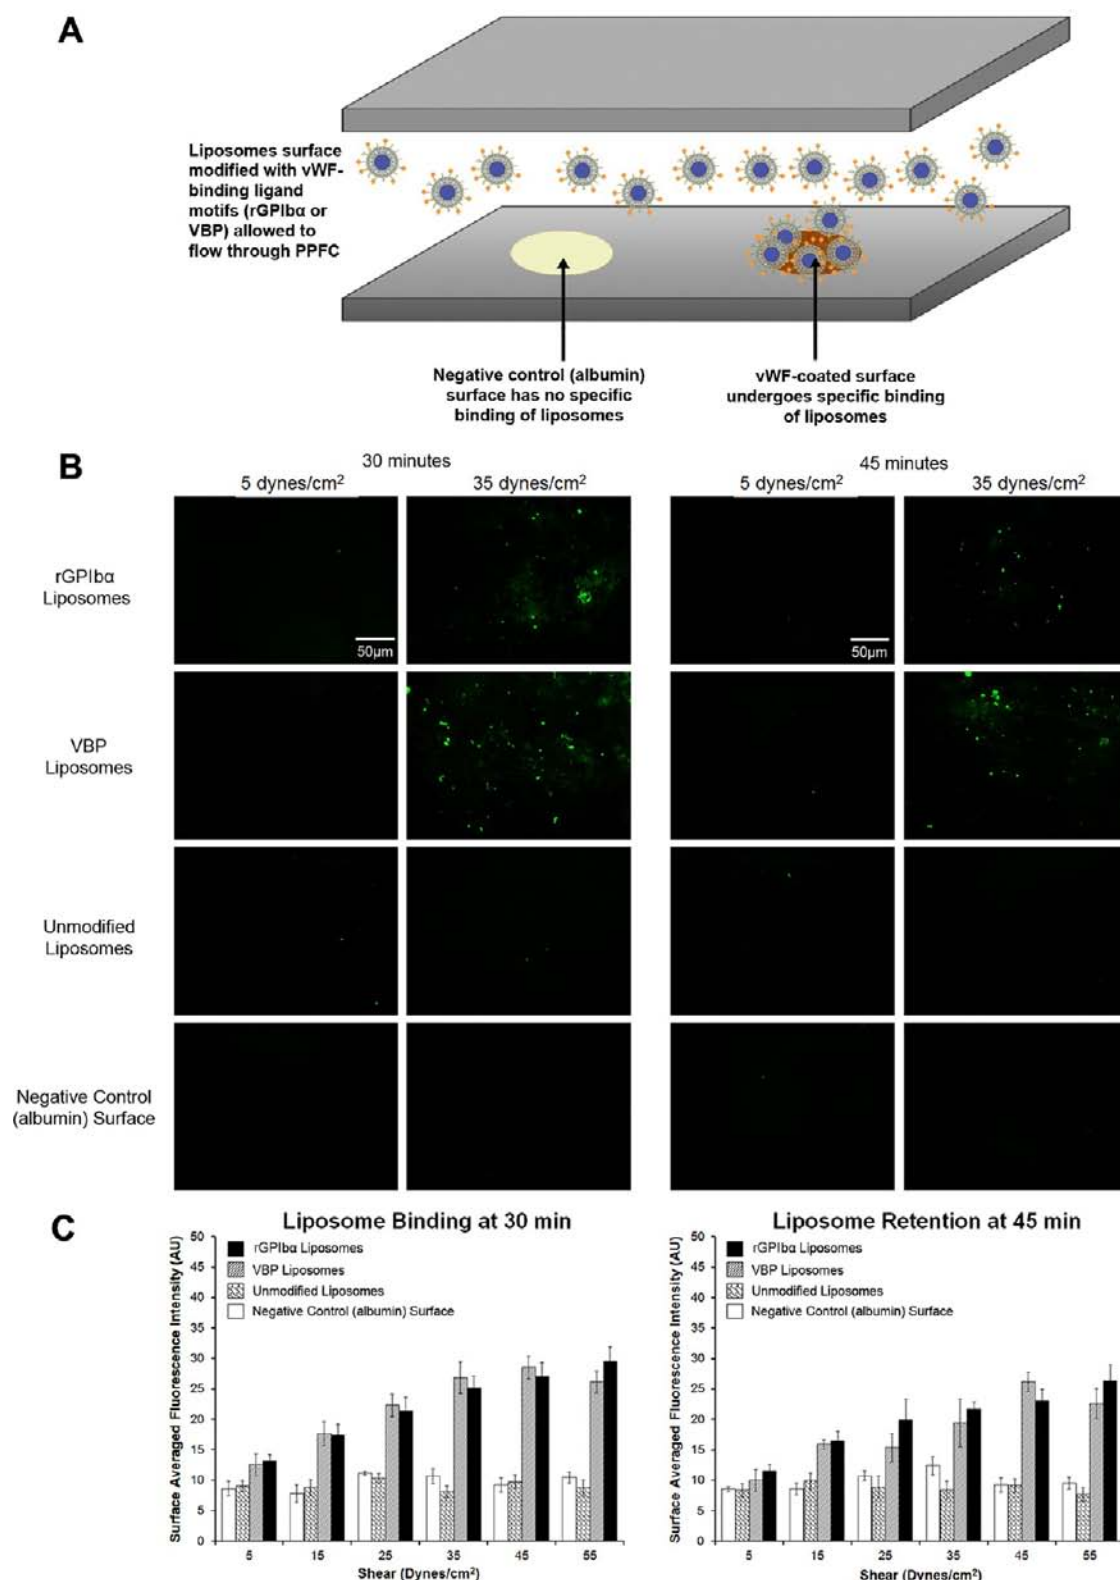 A
Liposomes surface
modified with vWF-
binding ligand
motifs (rGPIbα or
VBP) allowed to
flow through PPFC
Negative control (albumin)
surface has no specific
binding of liposomes
vWF-coated surface
undergoes specific binding
of liposomes
B
30 minutes
45 minutes
5 dynes/cm²
35 dynes/cm²
5 dynes/cm²
35 dynes/cm²
rGPIbα
Liposomes
50µm
50µm
VBP
Liposomes
Unmodified
Liposomes
Negative Control
(albumin) Surface
C
Liposome Binding at 30 min
Surface Averaged Fluorescence Intensity (AU)
50
45
40
35
30
25
20
15
10
5
0
rGPIbα Liposomes
VBP Liposomes
Unmodified Liposomes
Negative Control (albumin) Surface
5 15 25 35 45 55
Shear (Dynes/cm²)
Liposome Retention at 45 min
Surface Averaged Fluorescence Intensity (AU)
50
45
40
35
30
25
20
15
10
5
0
rGPIbα Liposomes
VBP Liposomes
Unmodified Liposomes
Negative Control (albumin) Surface
5 15 25 35 45 55
Shear (Dynes/cm²)